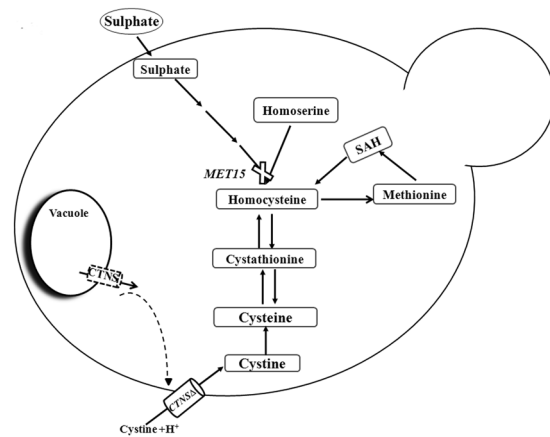 Sulphate
Sulphate
Homoserine
SAH
MET15
Homocysteine
Methionine
Vacuole
Cystathionine
CTNS
Cysteine
Cystine
CTNSΔ
Cystine +H⁺